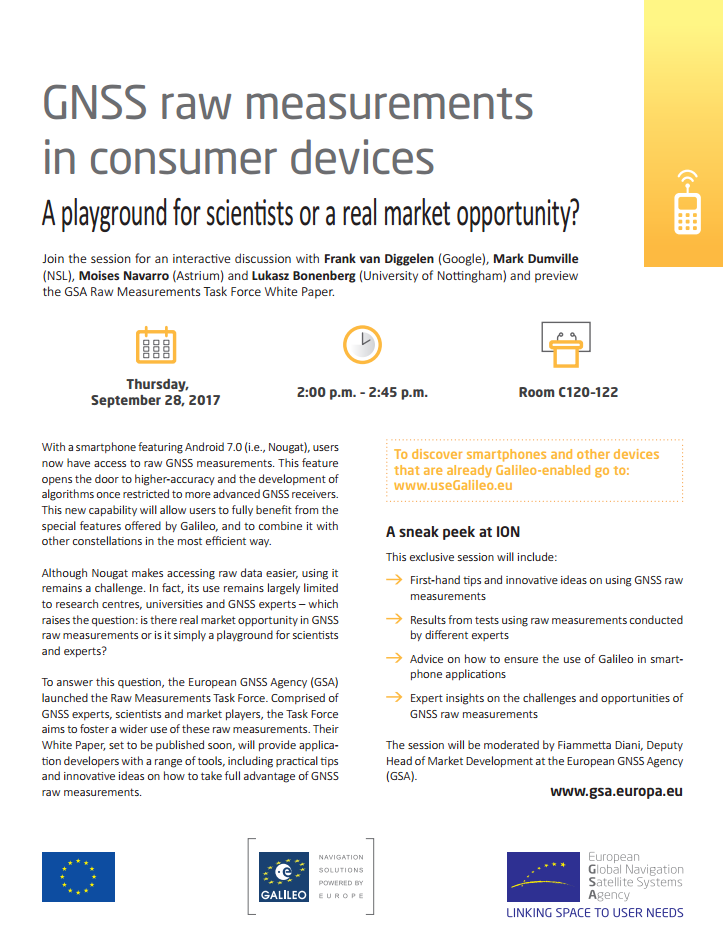 GNSS raw measurements
in consumer devices
A playground for scientists or a real market opportunity?
Join the session for an interactive discussion with Frank van Diggelen (Google), Mark Dumville
(NSL), Moises Navarro (Astrium) and Lukasz Bonenberg (University of Nottingham) and preview
the GSA Raw Measurements Task Force White Paper.
Thursday,
September 28, 2017
2:00 p.m. – 2:45 p.m.
Room C120-122
With a smartphone featuring Android 7.0 (i.e., Nougat), users
now have access to raw GNSS measurements. This feature
opens the door to higher-accuracy and the development of
algorithms once restricted to more advanced GNSS receivers.
This new capability will allow users to fully benefit from the
special features offered by Galileo, and to combine it with
other constellations in the most efficient way.
Although Nougat makes accessing raw data easier, using it
remains a challenge. In fact, its use remains largely limited
to research centres, universities and GNSS experts – which
raises the question: is there real market opportunity in GNSS
raw measurements or is it simply a playground for scientists
and experts?
To answer this question, the European GNSS Agency (GSA)
launched the Raw Measurements Task Force. Comprised of
GNSS experts, scientists and market players, the Task Force
aims to foster a wider use of these raw measurements. Their
White Paper, set to be published soon, will provide applica-
tion developers with a range of tools, including practical tips
and innovative ideas on how to take full advantage of GNSS
raw measurements.
To discover smartphones and other devices
that are already Galileo-enabled go to:
www.useGalileo.eu
A sneak peek at ION
This exclusive session will include:
First-hand tips and innovative ideas on using GNSS raw
measurements
Results from tests using raw measurements conducted
by different experts
Advice on how to ensure the use of Galileo in smart-
phone applications
Expert insights on the challenges and opportunities of
GNSS raw measurements
The session will be moderated by Fiammetta Diani, Deputy
Head of Market Development at the European GNSS Agency
(GSA).
www.gsa.europa.eu
GALILEO
NAVIGATION
SOLUTIONS
POWERED BY
EUROPE
European
Global Navigation
Satellite Systems
Agency
LINKING SPACE TO USER NEEDS